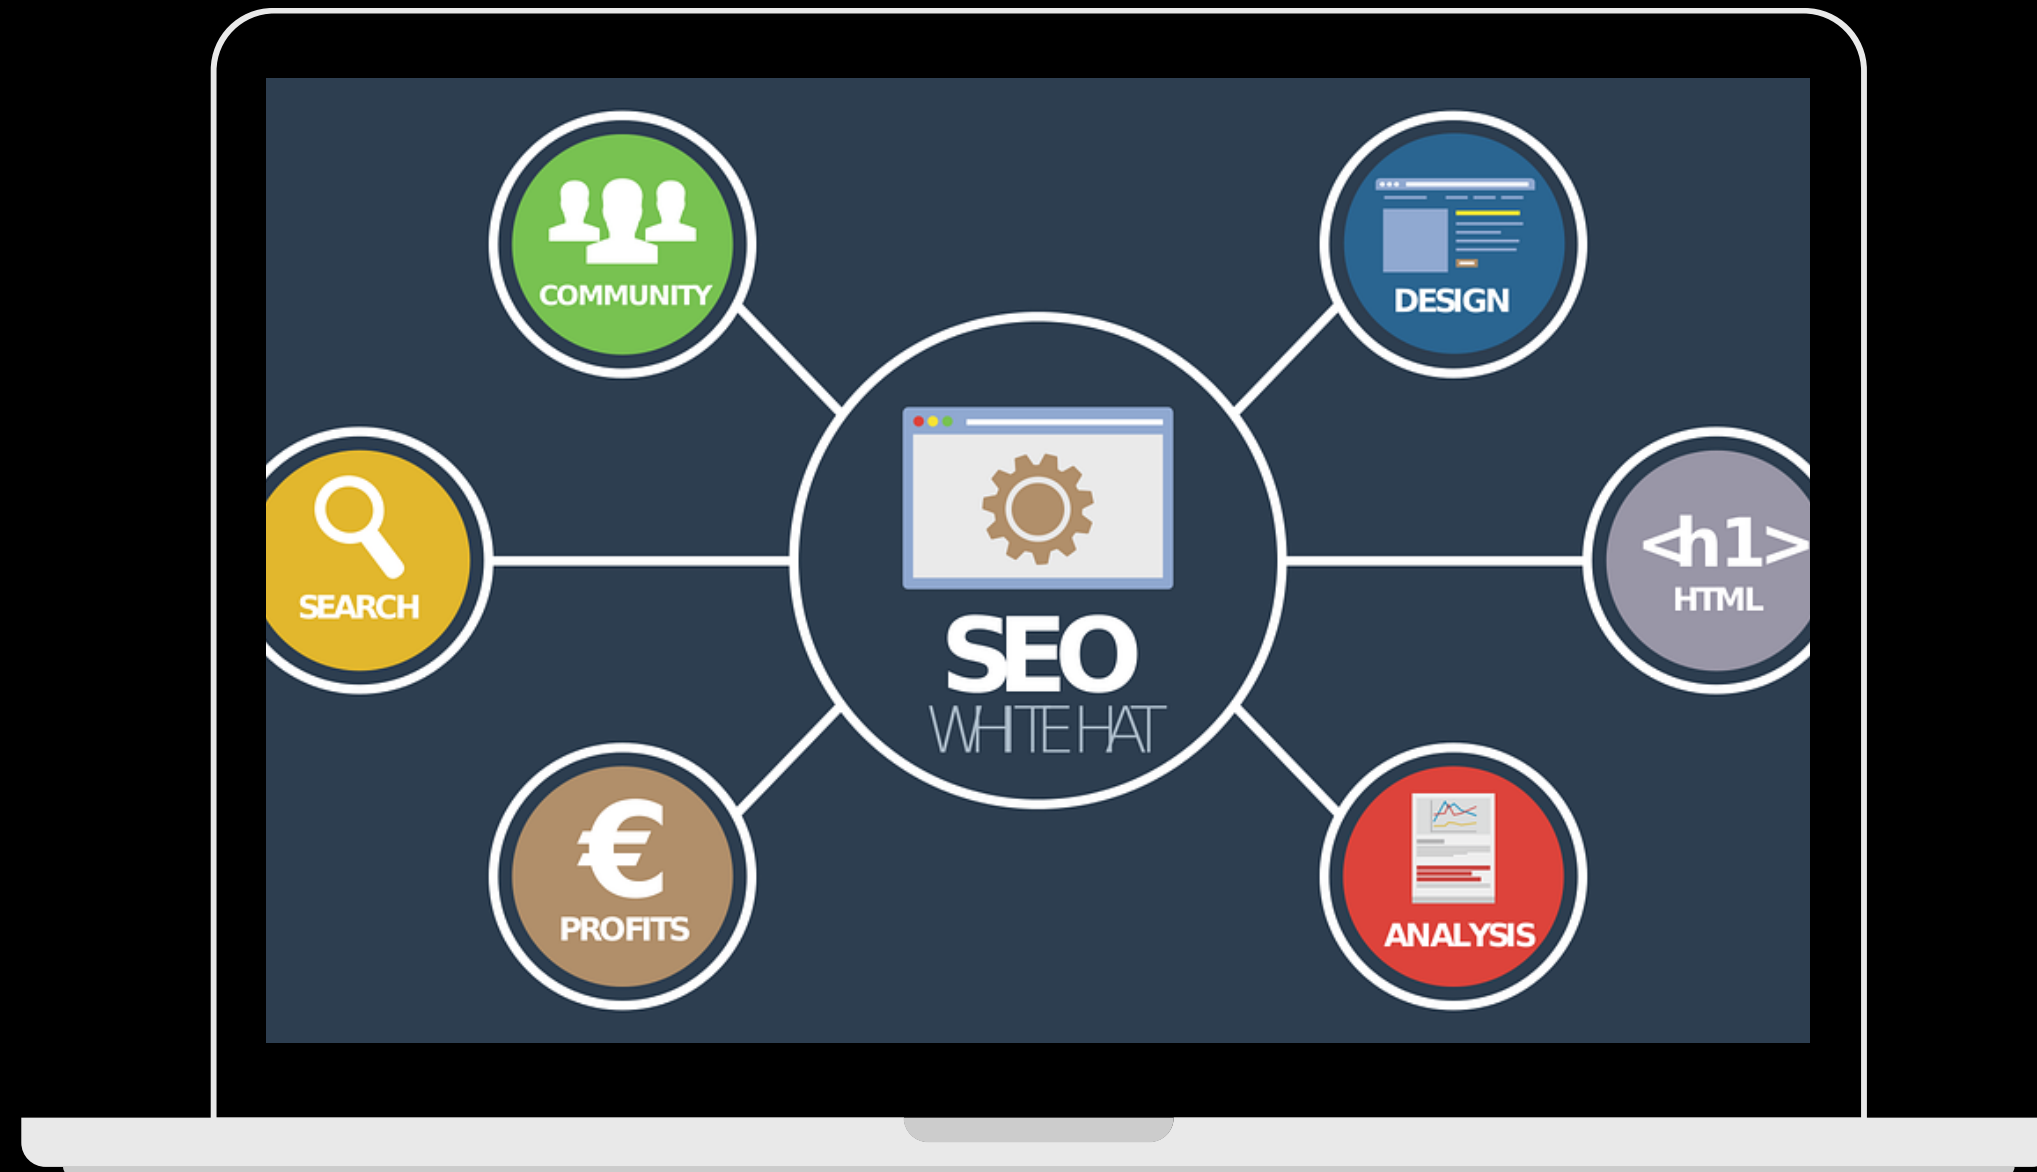 COMMUNITY
DESIGN
SEARCH
SEO
WHITE HAT
<h1>
HTML
€
PROFITS
ANALYSIS